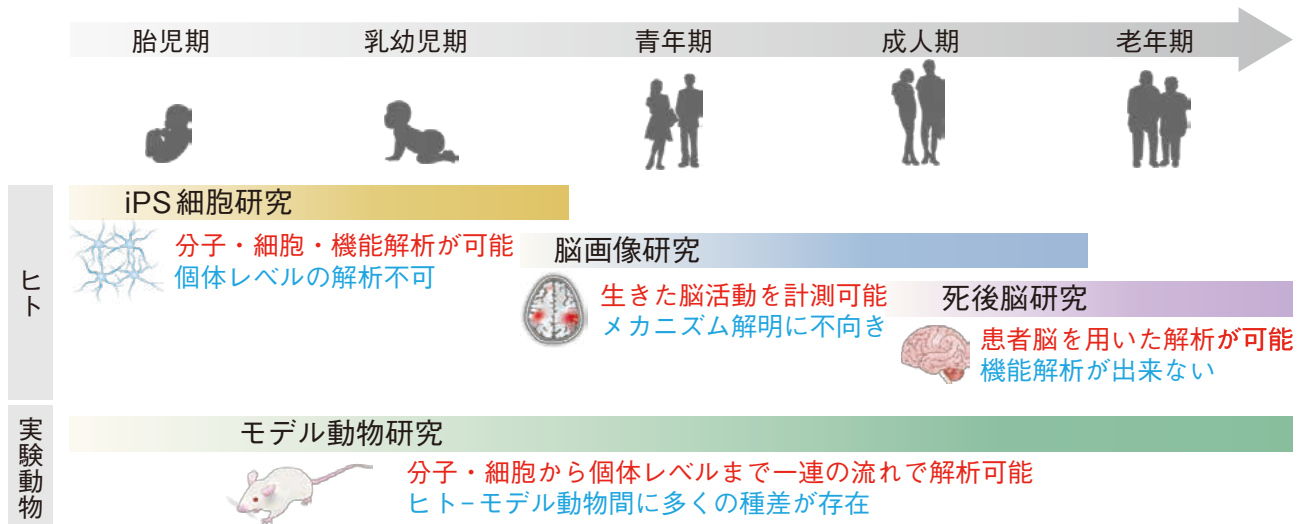 胎児期 乳幼児期 青年期 成人期 老年期
ヒト
iPS細胞研究
分子・細胞・機能解析が可能
個体レベルの解析不可
脳画像研究
生きた脳活動を計測可能
メカニズム解明に不向き
死後脳研究
患者脳を用いた解析が可能
機能解析が出来ない
実験動物
モデル動物研究
分子・細胞から個体レベルまで一連の流れで解析可能
ヒト−モデル動物間に多くの種差が存在